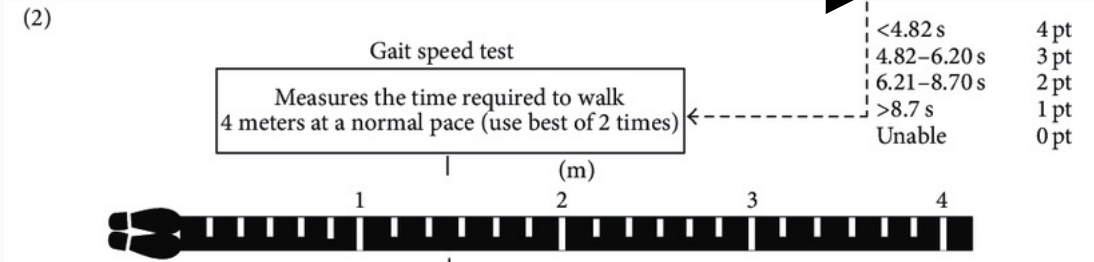 (2)
Gait speed test
Measures the time required to walk
4 meters at a normal pace (use best of 2 times)
<4.82 s 4 pt
4.82–6.20 s 3 pt
6.21–8.70 s 2 pt
>8.7 s 1 pt
Unable 0 pt
(m)
1 2 3 4